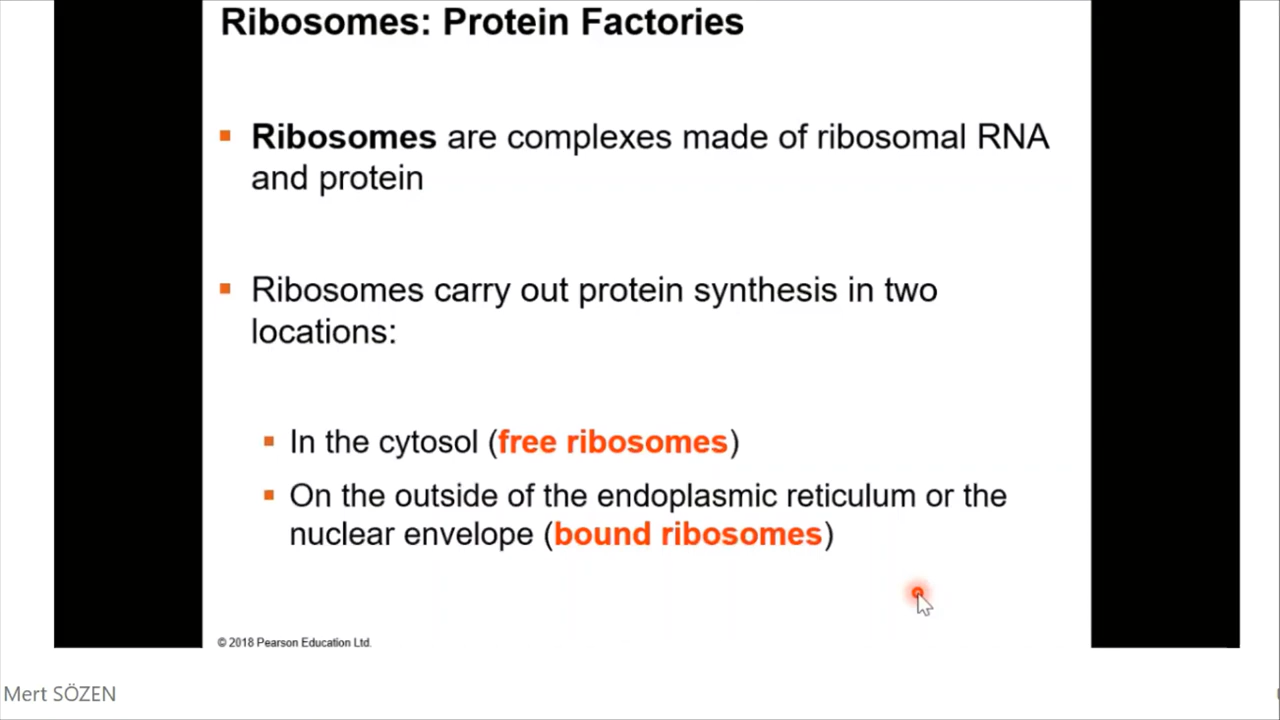 Ribosomes: Protein Factories
Ribosomes are complexes made of ribosomal RNA
and protein
Ribosomes carry out protein synthesis in two
locations:
In the cytosol (free ribosomes)
On the outside of the endoplasmic reticulum or the
nuclear envelope (bound ribosomes)
© 2018 Pearson Education Ltd.
Mert SÖZEN